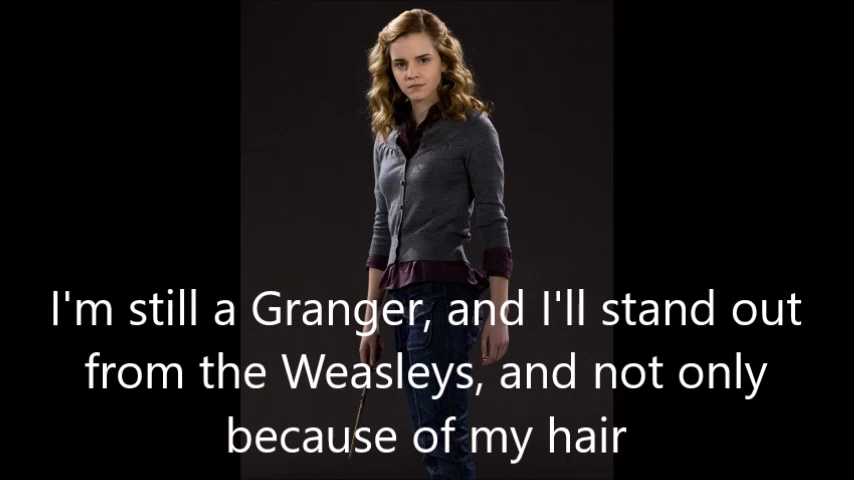 I'm still a Granger, and I'll stand out
from the Weasleys, and not only
because of my hair